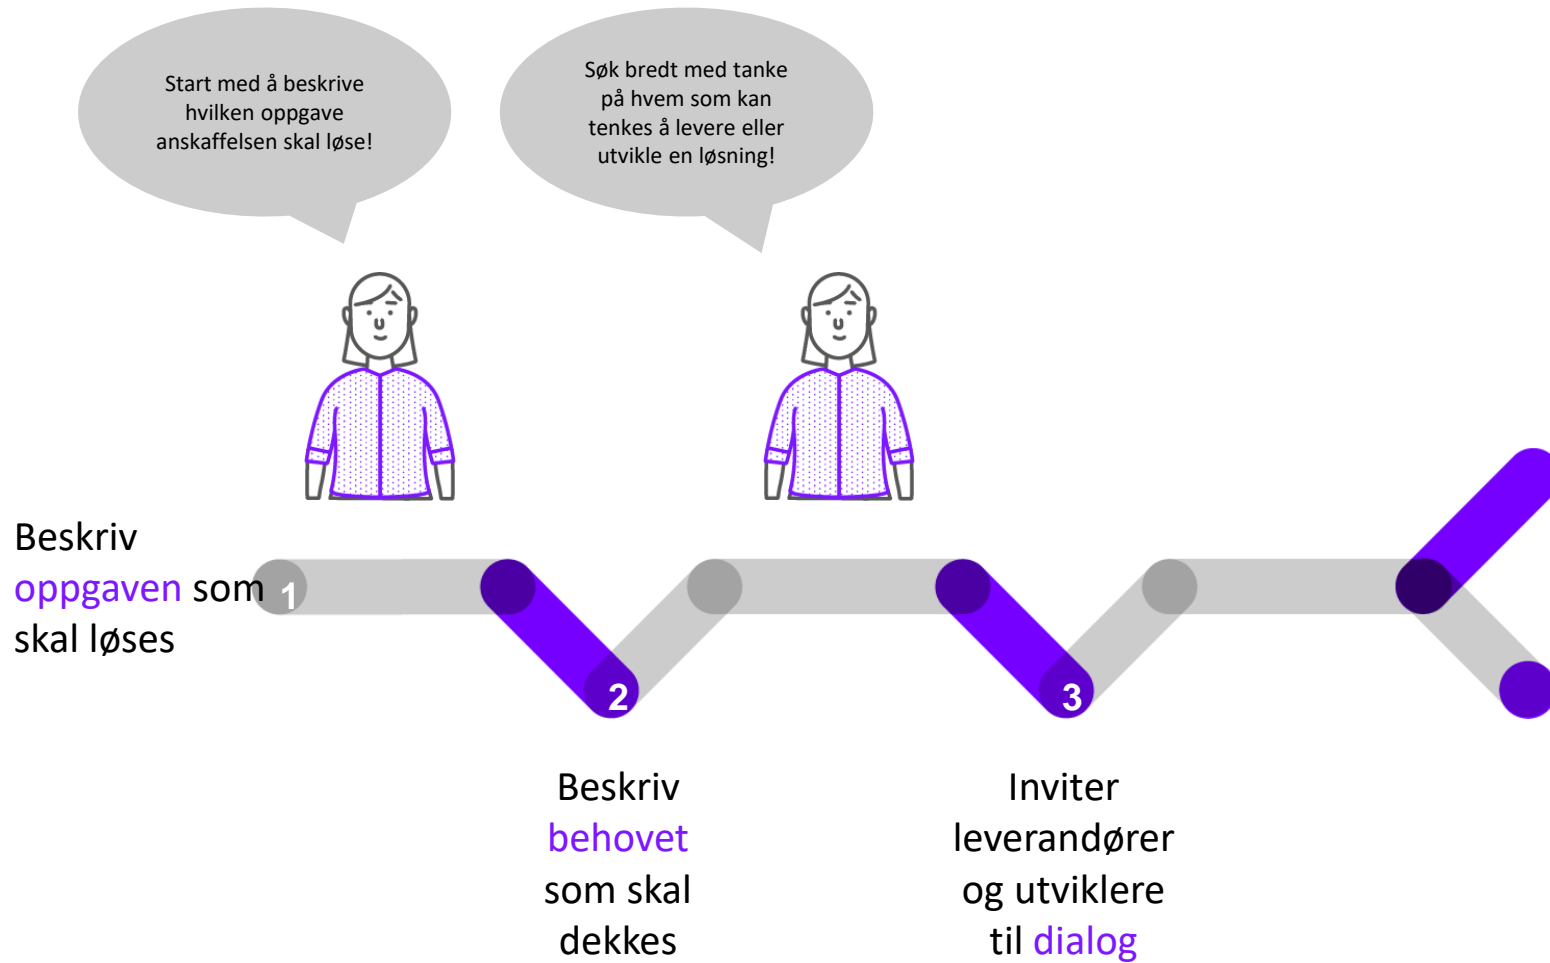 Start med å beskrive
hvilken oppgave
anskaffelsen skal løse!
Søk bredt med tanke
på hvem som kan
tenkes å levere eller
utvikle en løsning!
Beskriv
oppgaven som
skal løses
1
2
3
Beskriv
behovet
som skal
dekkes
Inviter
leverandører
og utviklere
til dialog